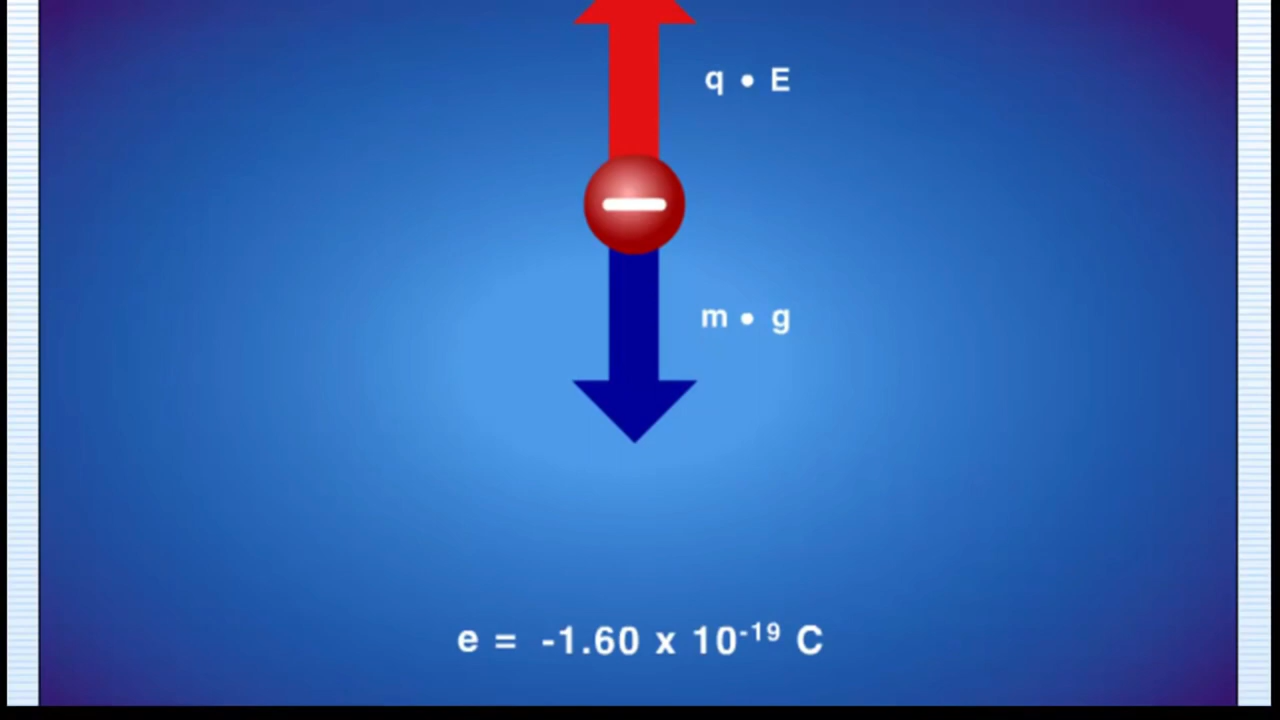 q • E
m • g
e = -1.60 x 10⁻¹⁹ C